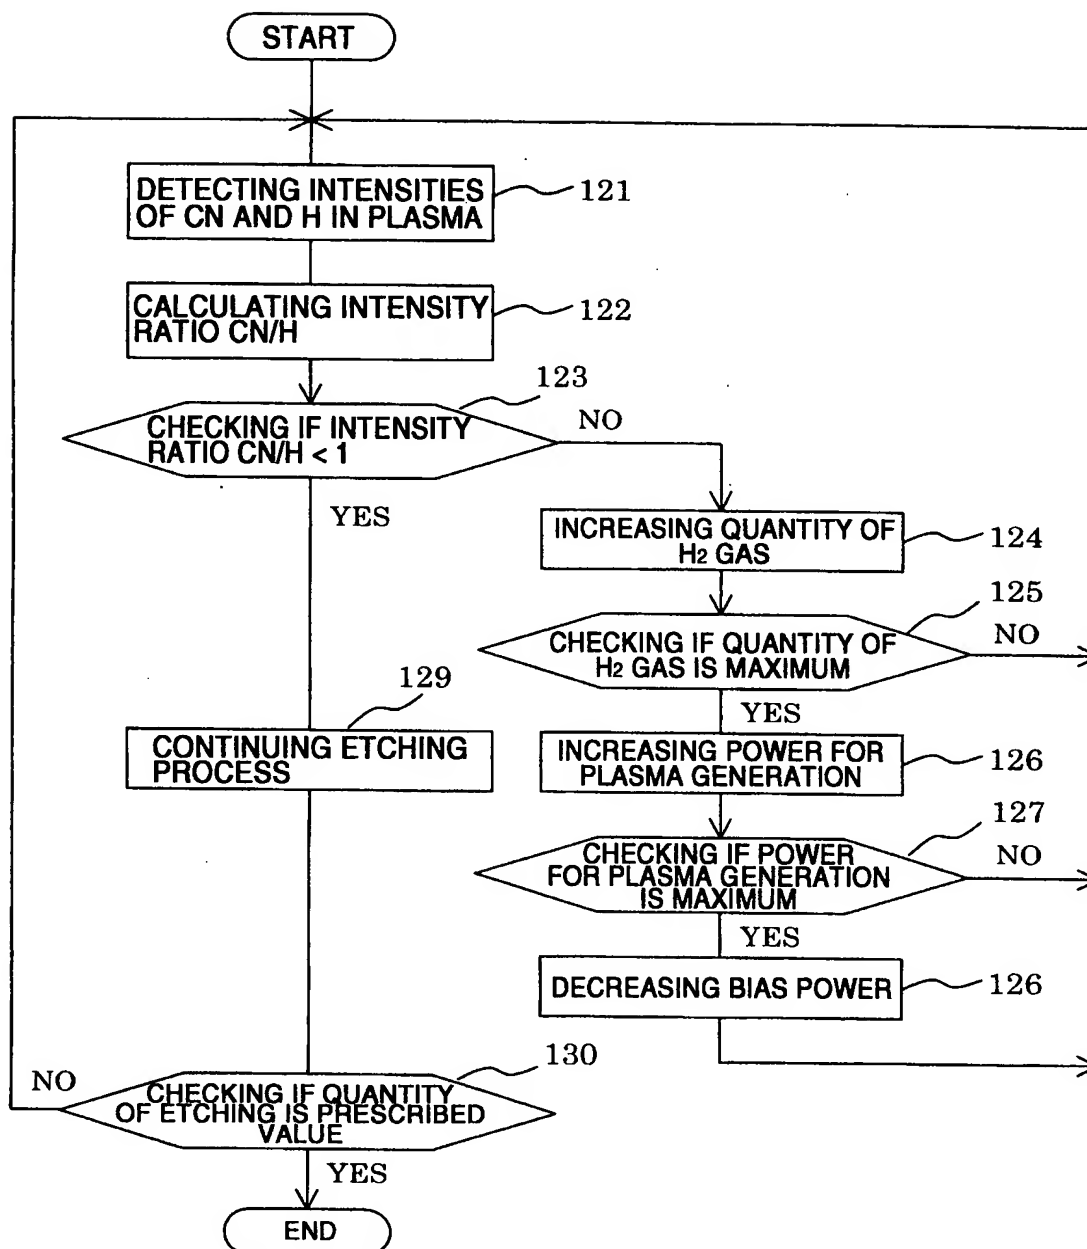 START
DETECTING INTENSITIES
OF CN AND H IN PLASMA
121
CALCULATING INTENSITY
RATIO CN/H
122
123
CHECKING IF INTENSITY
RATIO CN/H < 1
NO
YES
INCREASING QUANTITY OF
H2 GAS
124
125
CHECKING IF QUANTITY OF
H2 GAS IS MAXIMUM
NO
YES
129
CONTINUING ETCHING
PROCESS
INCREASING POWER FOR
PLASMA GENERATION
126
127
CHECKING IF POWER
FOR PLASMA GENERATION
IS MAXIMUM
NO
YES
DECREASING BIAS POWER
126
130
NO
CHECKING IF QUANTITY
OF ETCHING IS PRESCRIBED
VALUE
YES
END